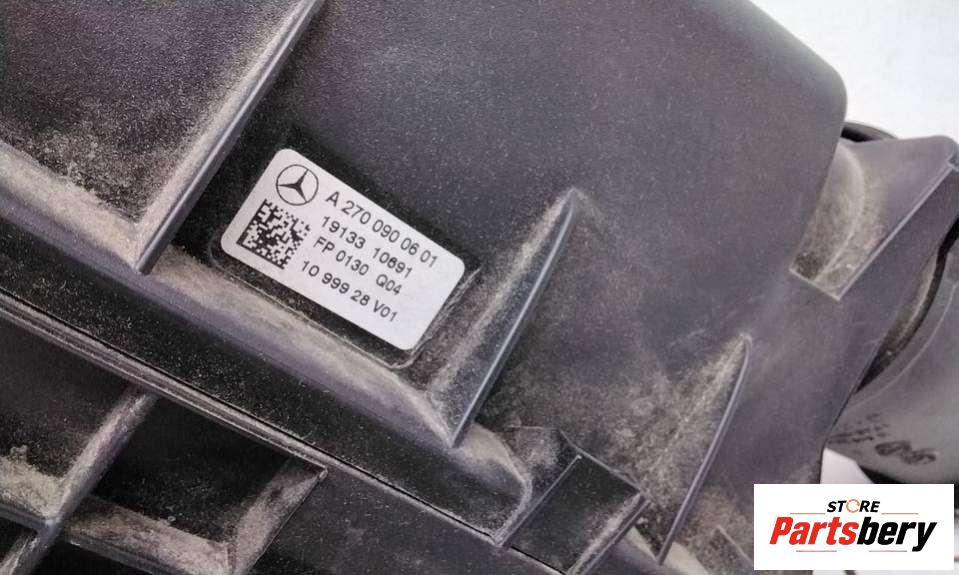 A 270 090 06 01
19133 10691
FP 0130 Q04
10 999 28 V01
STORE
Partsbery